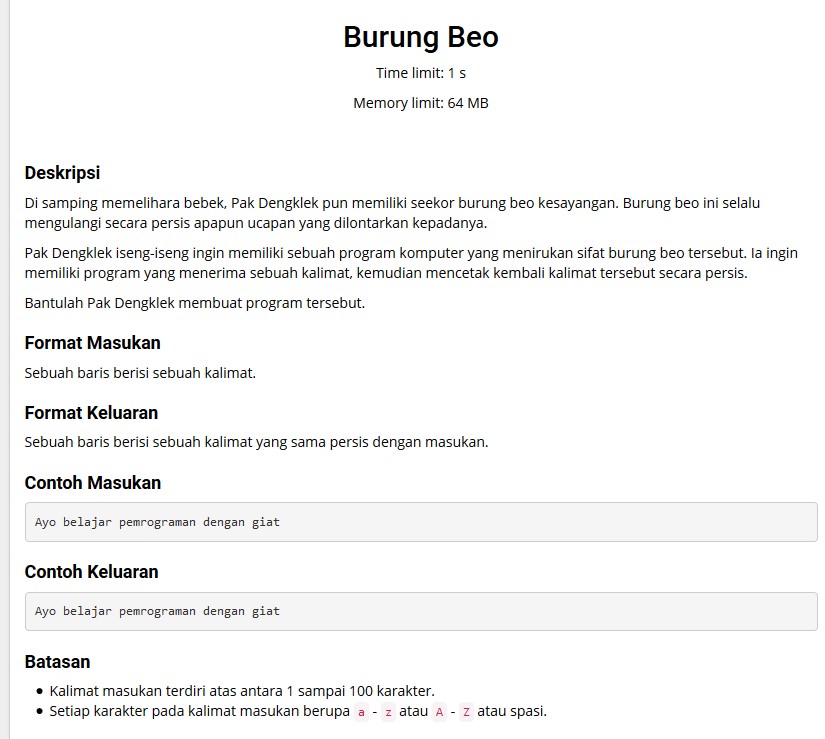 Burung Beo
Time limit: 1 s
Memory limit: 64 MB
Deskripsi
Di samping memelihara bebek, Pak Dengklek pun memiliki seekor burung beo kesayangan. Burung beo ini selalu
mengulangi secara persis apapun ucapan yang dilontarkan kepadanya.
Pak Dengklek iseng-iseng ingin memiliki sebuah program komputer yang menirukan sifat burung beo tersebut. Ia ingin
memiliki program yang menerima sebuah kalimat, kemudian mencetak kembali kalimat tersebut secara persis.
Bantulah Pak Dengklek membuat program tersebut.
Format Masukan
Sebuah baris berisi sebuah kalimat.
Format Keluaran
Sebuah baris berisi sebuah kalimat yang sama persis dengan masukan.
Contoh Masukan
Ayo belajar pemrograman dengan giat
Contoh Keluaran
Ayo belajar pemrograman dengan giat
Batasan
• Kalimat masukan terdiri atas antara 1 sampai 100 karakter.
• Setiap karakter pada kalimat masukan berupa a - z atau A - Z atau spasi.